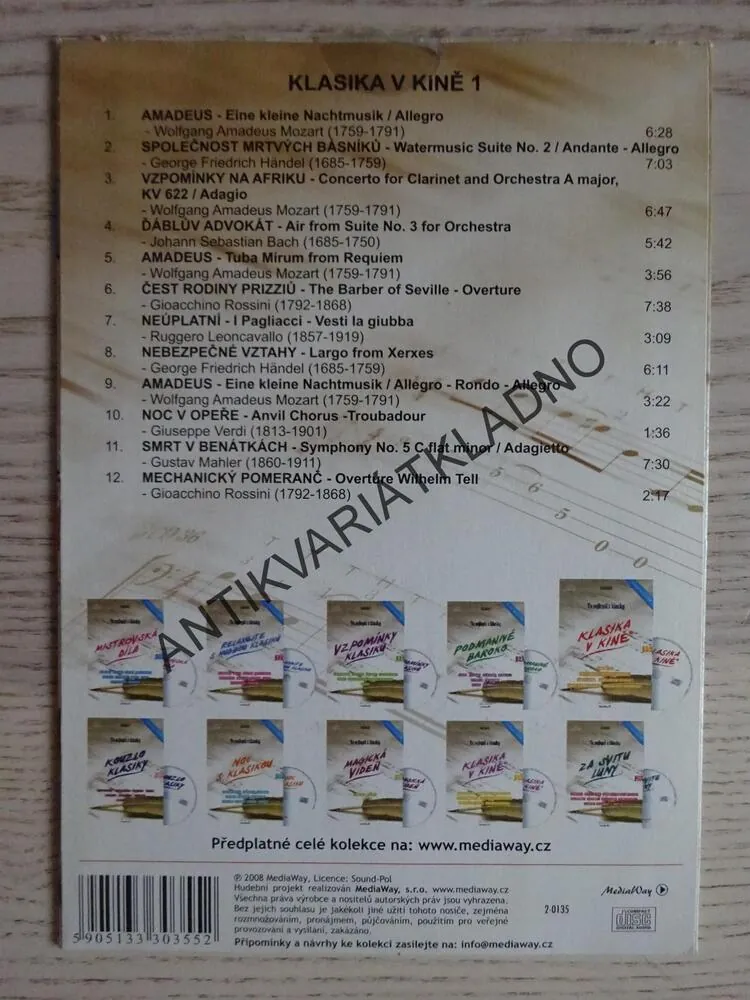 KLASIKA V KINĚ 1
1. AMADEUS - Eine kleine Nachtmusik / Allegro
- Wolfgang Amadeus Mozart (1759-1791) 6:28
2. SPOLEČNOST MRTVÝCH BÁSNÍKŮ - Watermusic Suite No. 2 / Andante - Allegro
- George Friedrich Händel (1685-1759) 7:03
3. VZPOMÍNKY NA AFRIKU - Concerto for Clarinet and Orchestra A major,
KV 622 / Adagio
- Wolfgang Amadeus Mozart (1759-1791) 6:47
4. ĎÁBLŮV ADVOKÁT - Air from Suite No. 3 for Orchestra
- Johann Sebastian Bach (1685-1750) 5:42
5. AMADEUS - Tuba Mirum from Requiem
- Wolfgang Amadeus Mozart (1759-1791) 3:56
6. ČEST RODINY PRIZZIŮ - The Barber of Seville - Overture
- Gioacchino Rossini (1792-1868) 7:38
7. NEÚPLATNÍ - I Pagliacci - Vesti la giubba
- Ruggero Leoncavallo (1857-1919) 3:09
8. NEBEZPEČNÉ VZTAHY - Largo from Xerxes
- George Friedrich Händel (1685-1759) 6:11
9. AMADEUS - Eine kleine Nachtmusik / Allegro - Rondo - Allegro
- Wolfgang Amadeus Mozart (1759-1791) 3:22
10. NOC V OPEŘE - Anvil Chorus -Troubadour
- Giuseppe Verdi (1813-1901) 1:36
11. SMRT V BENÁTKÁCH - Symphony No. 5 C flat minor / Adagietto
- Gustav Mahler (1860-1911) 7:30
12. MECHANICKÝ POMERANČ - Overture Wilhelm Tell
- Gioacchino Rossini (1792-1868) 2:17
ANTIKVARIÁTKLADNO
MISTROVSKÁ DÍLA
RELAXUJTE S HUDBOU KLASIKŮ
VZPOMÍNKY KLASIKŮ
PODMANIVÉ BAROKO
KLASIKA V KINĚ
KOUZLO KLASIKY
NOC S KLASIKOU
MAGICKÁ VÍDEŇ
KLASIKA V KINĚ
ZA SVITU LUNY
Předplatné celé kolekce na: www.mediaway.cz
℗ 2008 MediaWay, Licence: Sound-Pol
Hudební projekt realizován MediaWay, s.r.o. www.mediaway.cz
Všechna práva výrobce a nositelů autorských práv jsou vyhrazena.
Bez jejich souhlasu je jakékoli jiné užití tohoto nosiče, zejména
rozmnožováním, pronájmem, půjčováním, použitím pro veřejné
provozování a vysílání, zakázáno.
Připomínky a návrhy ke kolekci zasílejte na: info@mediaway.cz
5905133303552
2-0135
MediaWay
COMPACT
disc
DIGITAL AUDIO